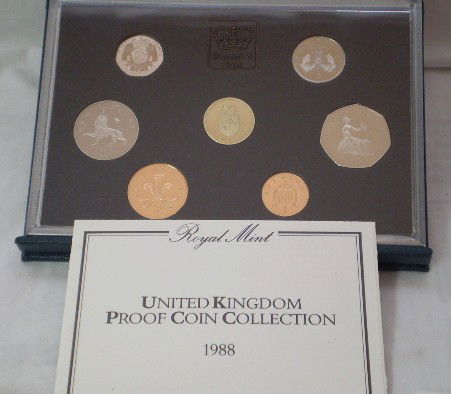 Royal Mint
UNITED KINGDOM
PROOF COIN COLLECTION
1988